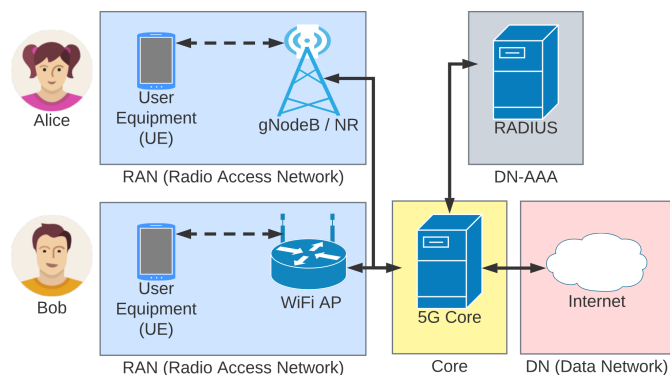 Alice
User
Equipment
(UE)
gNodeB / NR
RAN (Radio Access Network)
RADIUS
DN-AAA
Bob
User
Equipment
(UE)
WiFi AP
RAN (Radio Access Network)
5G Core
Core
Internet
DN (Data Network)